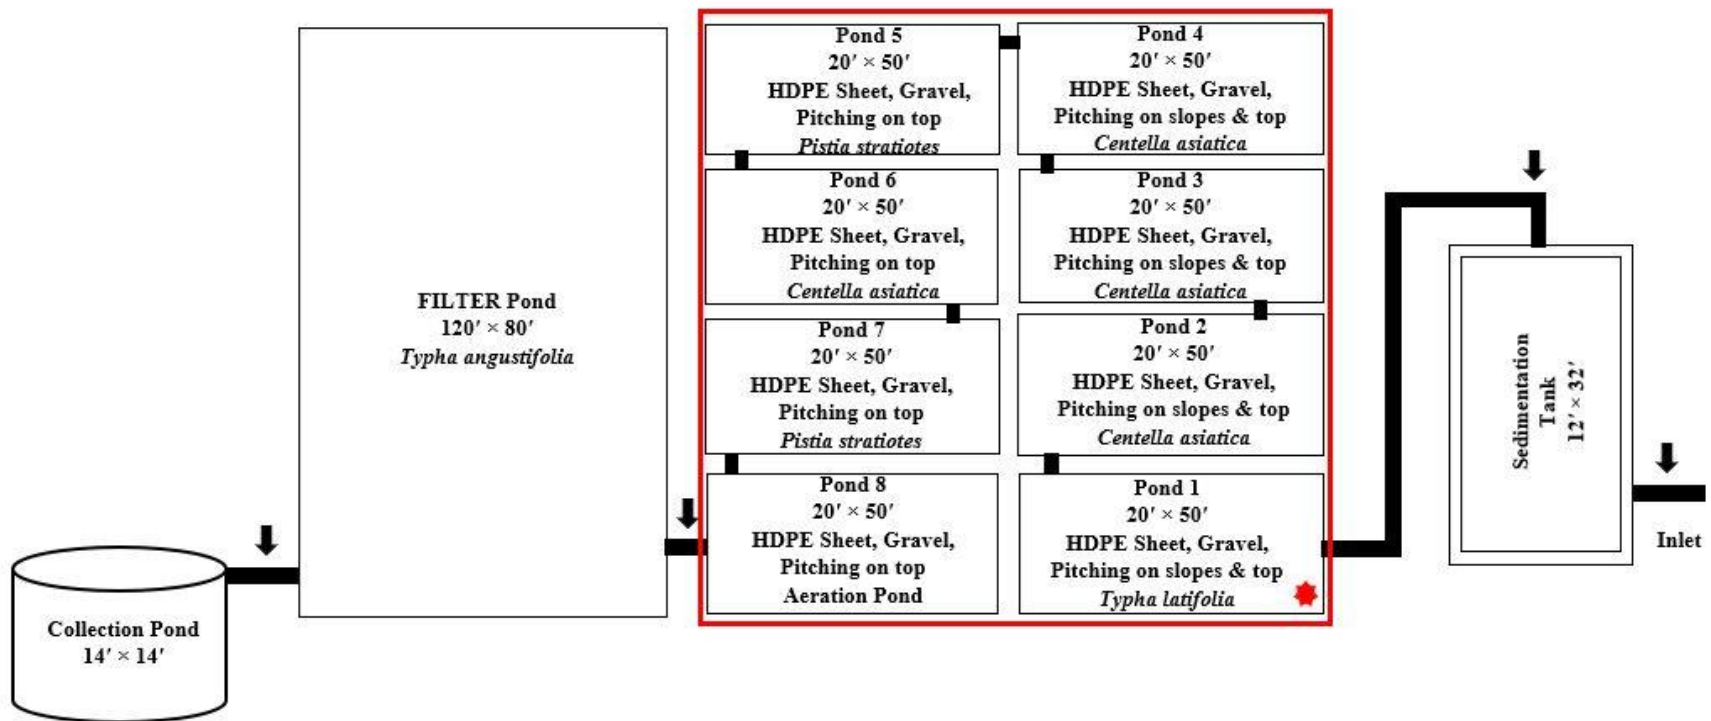 Pond 5
20′ × 50′
HDPE Sheet, Gravel,
Pitching on top
Pistia stratiotes
Pond 4
20′ × 50′
HDPE Sheet, Gravel,
Pitching on slopes & top
Centella asiatica
Pond 6
20′ × 50′
HDPE Sheet, Gravel,
Pitching on top
Centella asiatica
Pond 3
20′ × 50′
HDPE Sheet, Gravel,
Pitching on slopes & top
Centella asiatica
FILTER Pond
120′ × 80′
Typha angustifolia
Pond 7
20′ × 50′
HDPE Sheet, Gravel,
Pitching on top
Pistia stratiotes
Pond 2
20′ × 50′
HDPE Sheet, Gravel,
Pitching on slopes & top
Centella asiatica
Sedimentation
Tank
12′ × 32′
Pond 8
20′ × 50′
HDPE Sheet, Gravel,
Pitching on top
Aeration Pond
Pond 1
20′ × 50′
HDPE Sheet, Gravel,
Pitching on slopes & top
Typha latifolia
Inlet
Collection Pond
14′ × 14′